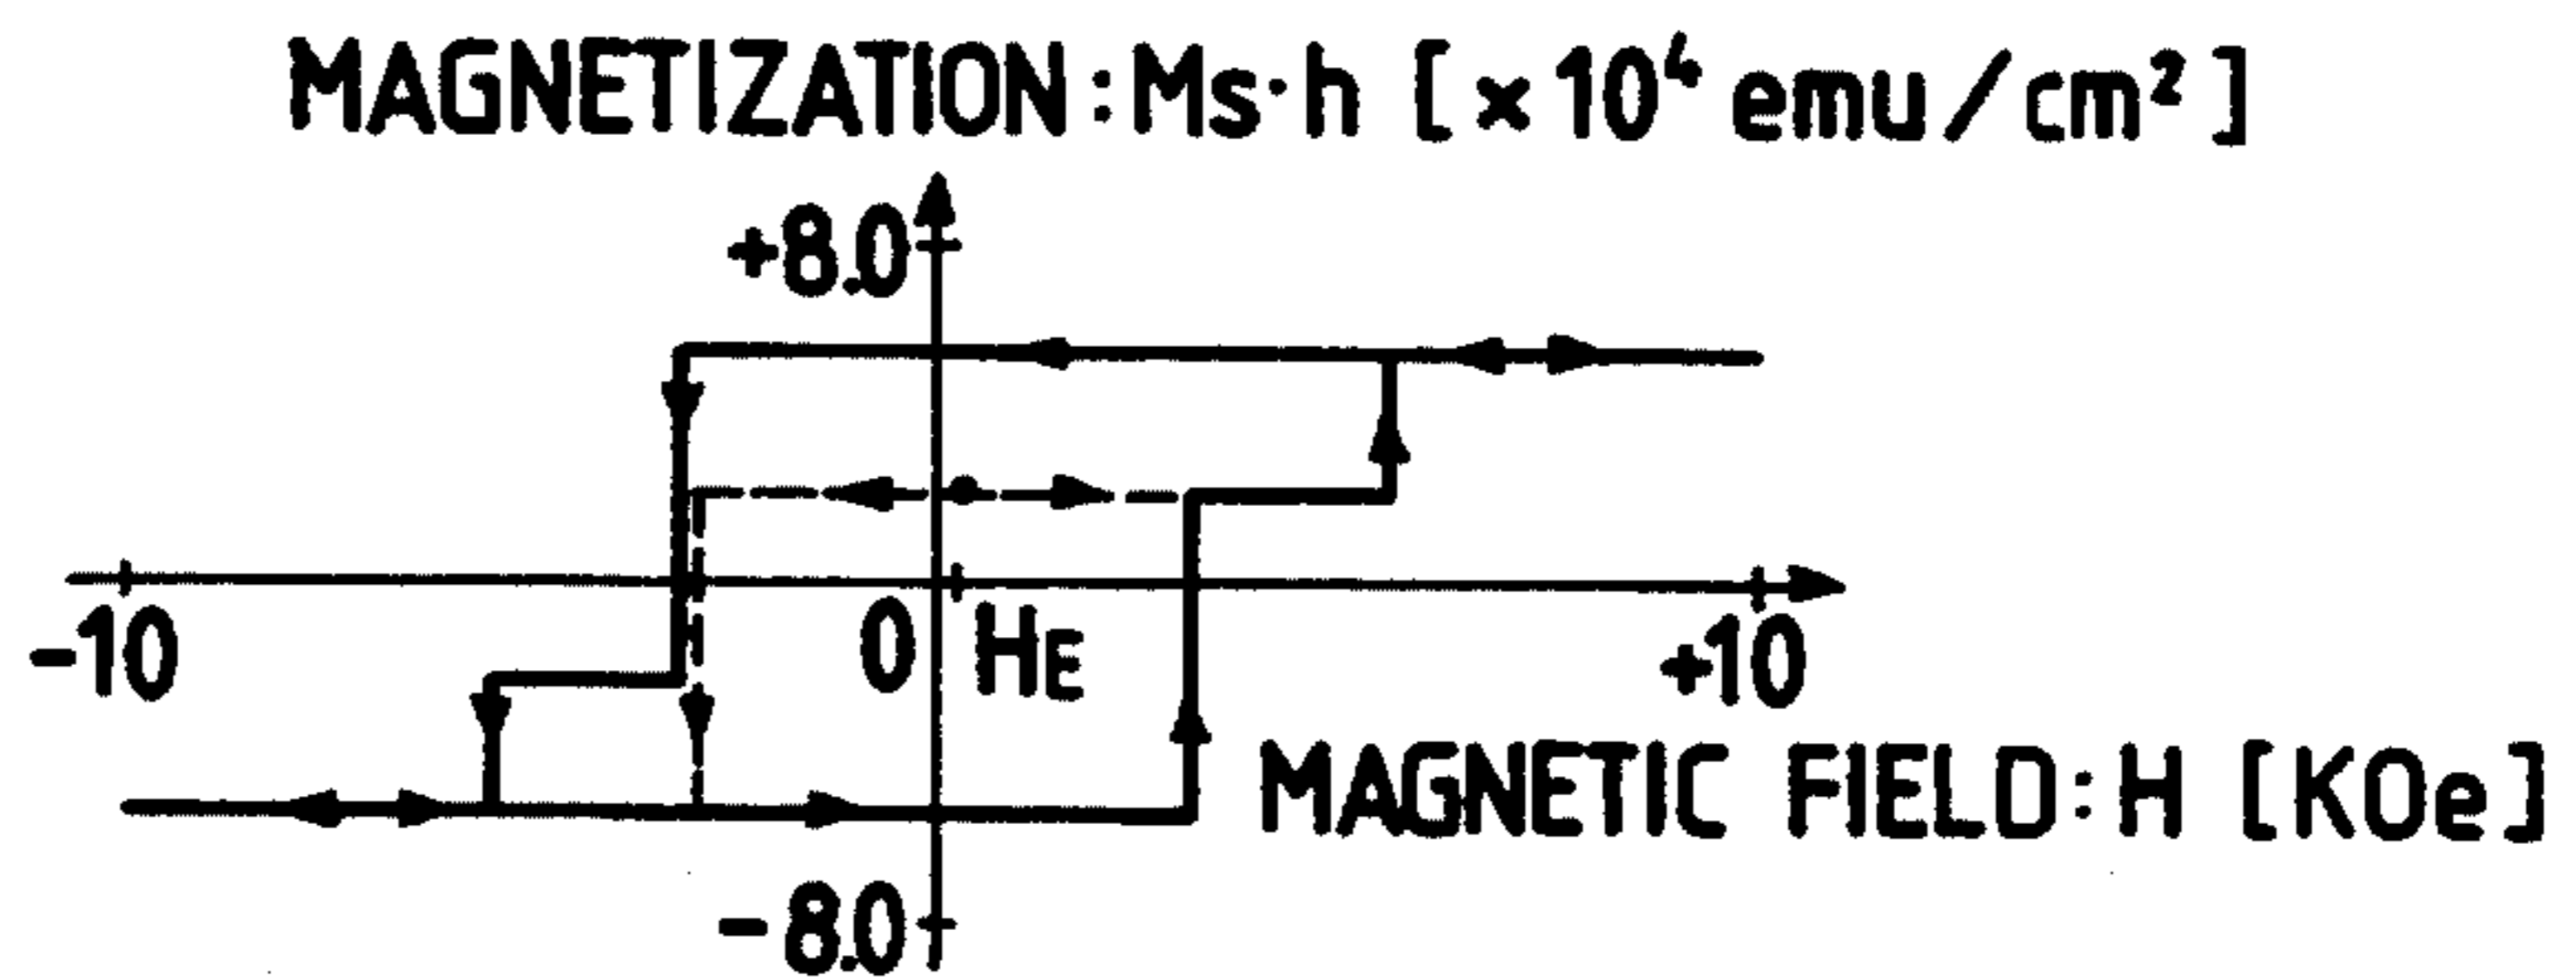 MAGNETIZATION: Ms·h [×10⁴ emu/cm²]
+8.0
-10
0
HE
+10
MAGNETIC FIELD: H [KOe]
-8.0